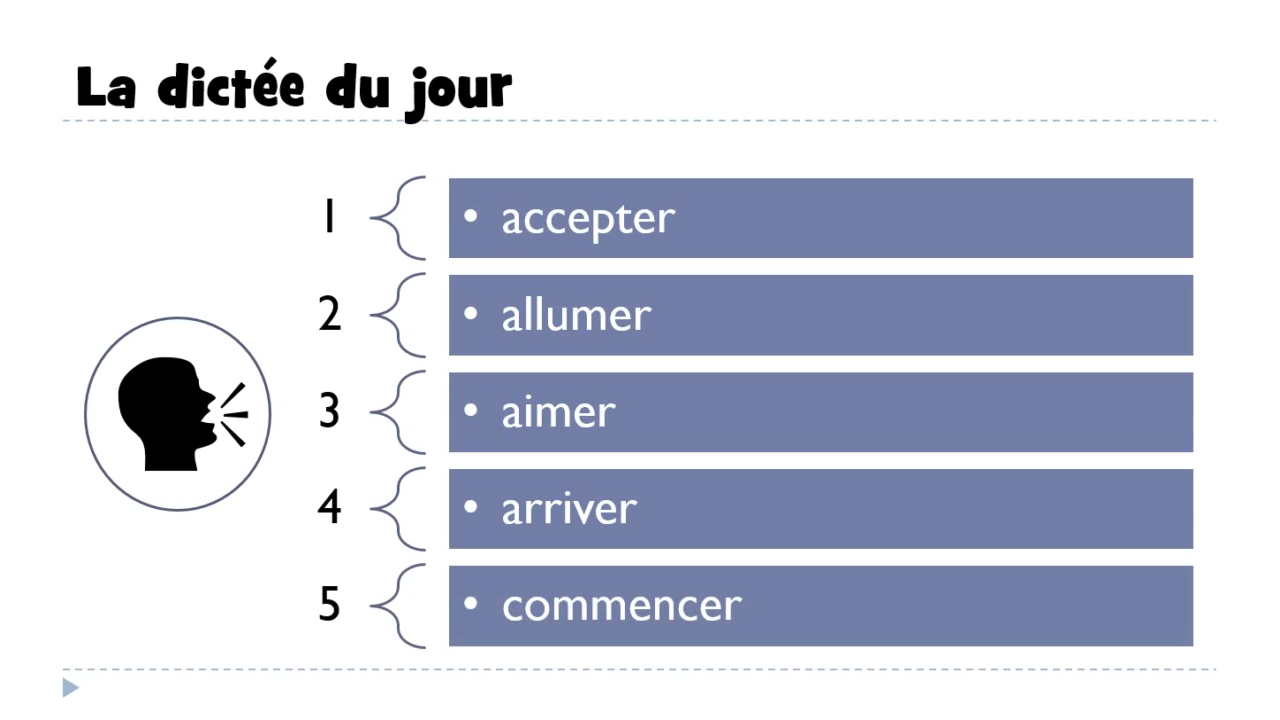 La dictée du jour
1 • accepter
2 • allumer
3 • aimer
4 • arriver
5 • commencer